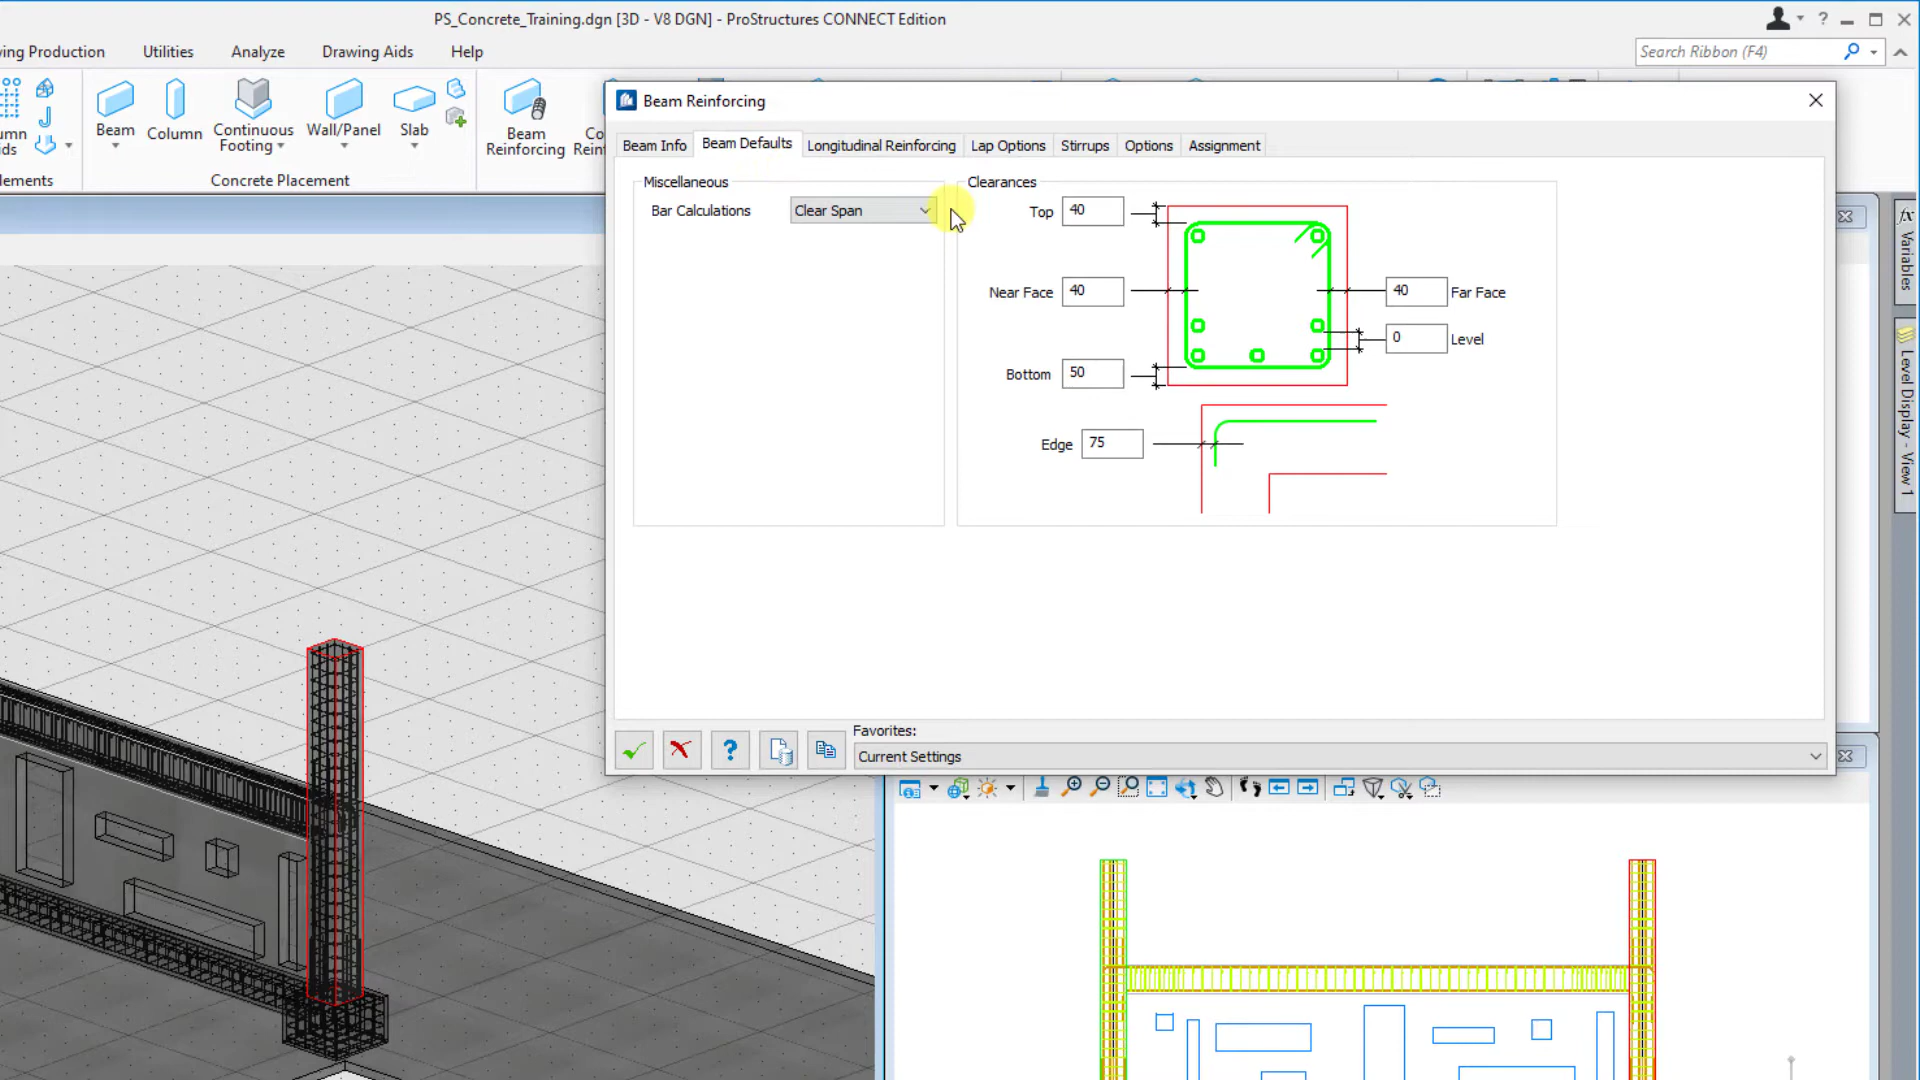 PS_Concrete_Training.dgn [3D - V8 DGN] - ProStructures CONNECT Edition
Utilities
Analyze
Drawing Aids
Help
Search Ribbon (F4)
Beam
Column
Continuous Footing
Wall/Panel
Slab
Beam Reinforcing
Concrete Placement
Beam Reinforcing
Beam Info
Beam Defaults
Longitudinal Reinforcing
Lap Options
Stirrups
Options
Assignment
Miscellaneous
Bar Calculations
Clear Span
Clearances
Top
40
Near Face
40
40
Far Face
0
Level
Bottom
50
Edge
75
Favorites:
Current Settings
fx Variables
Level Display - View 1